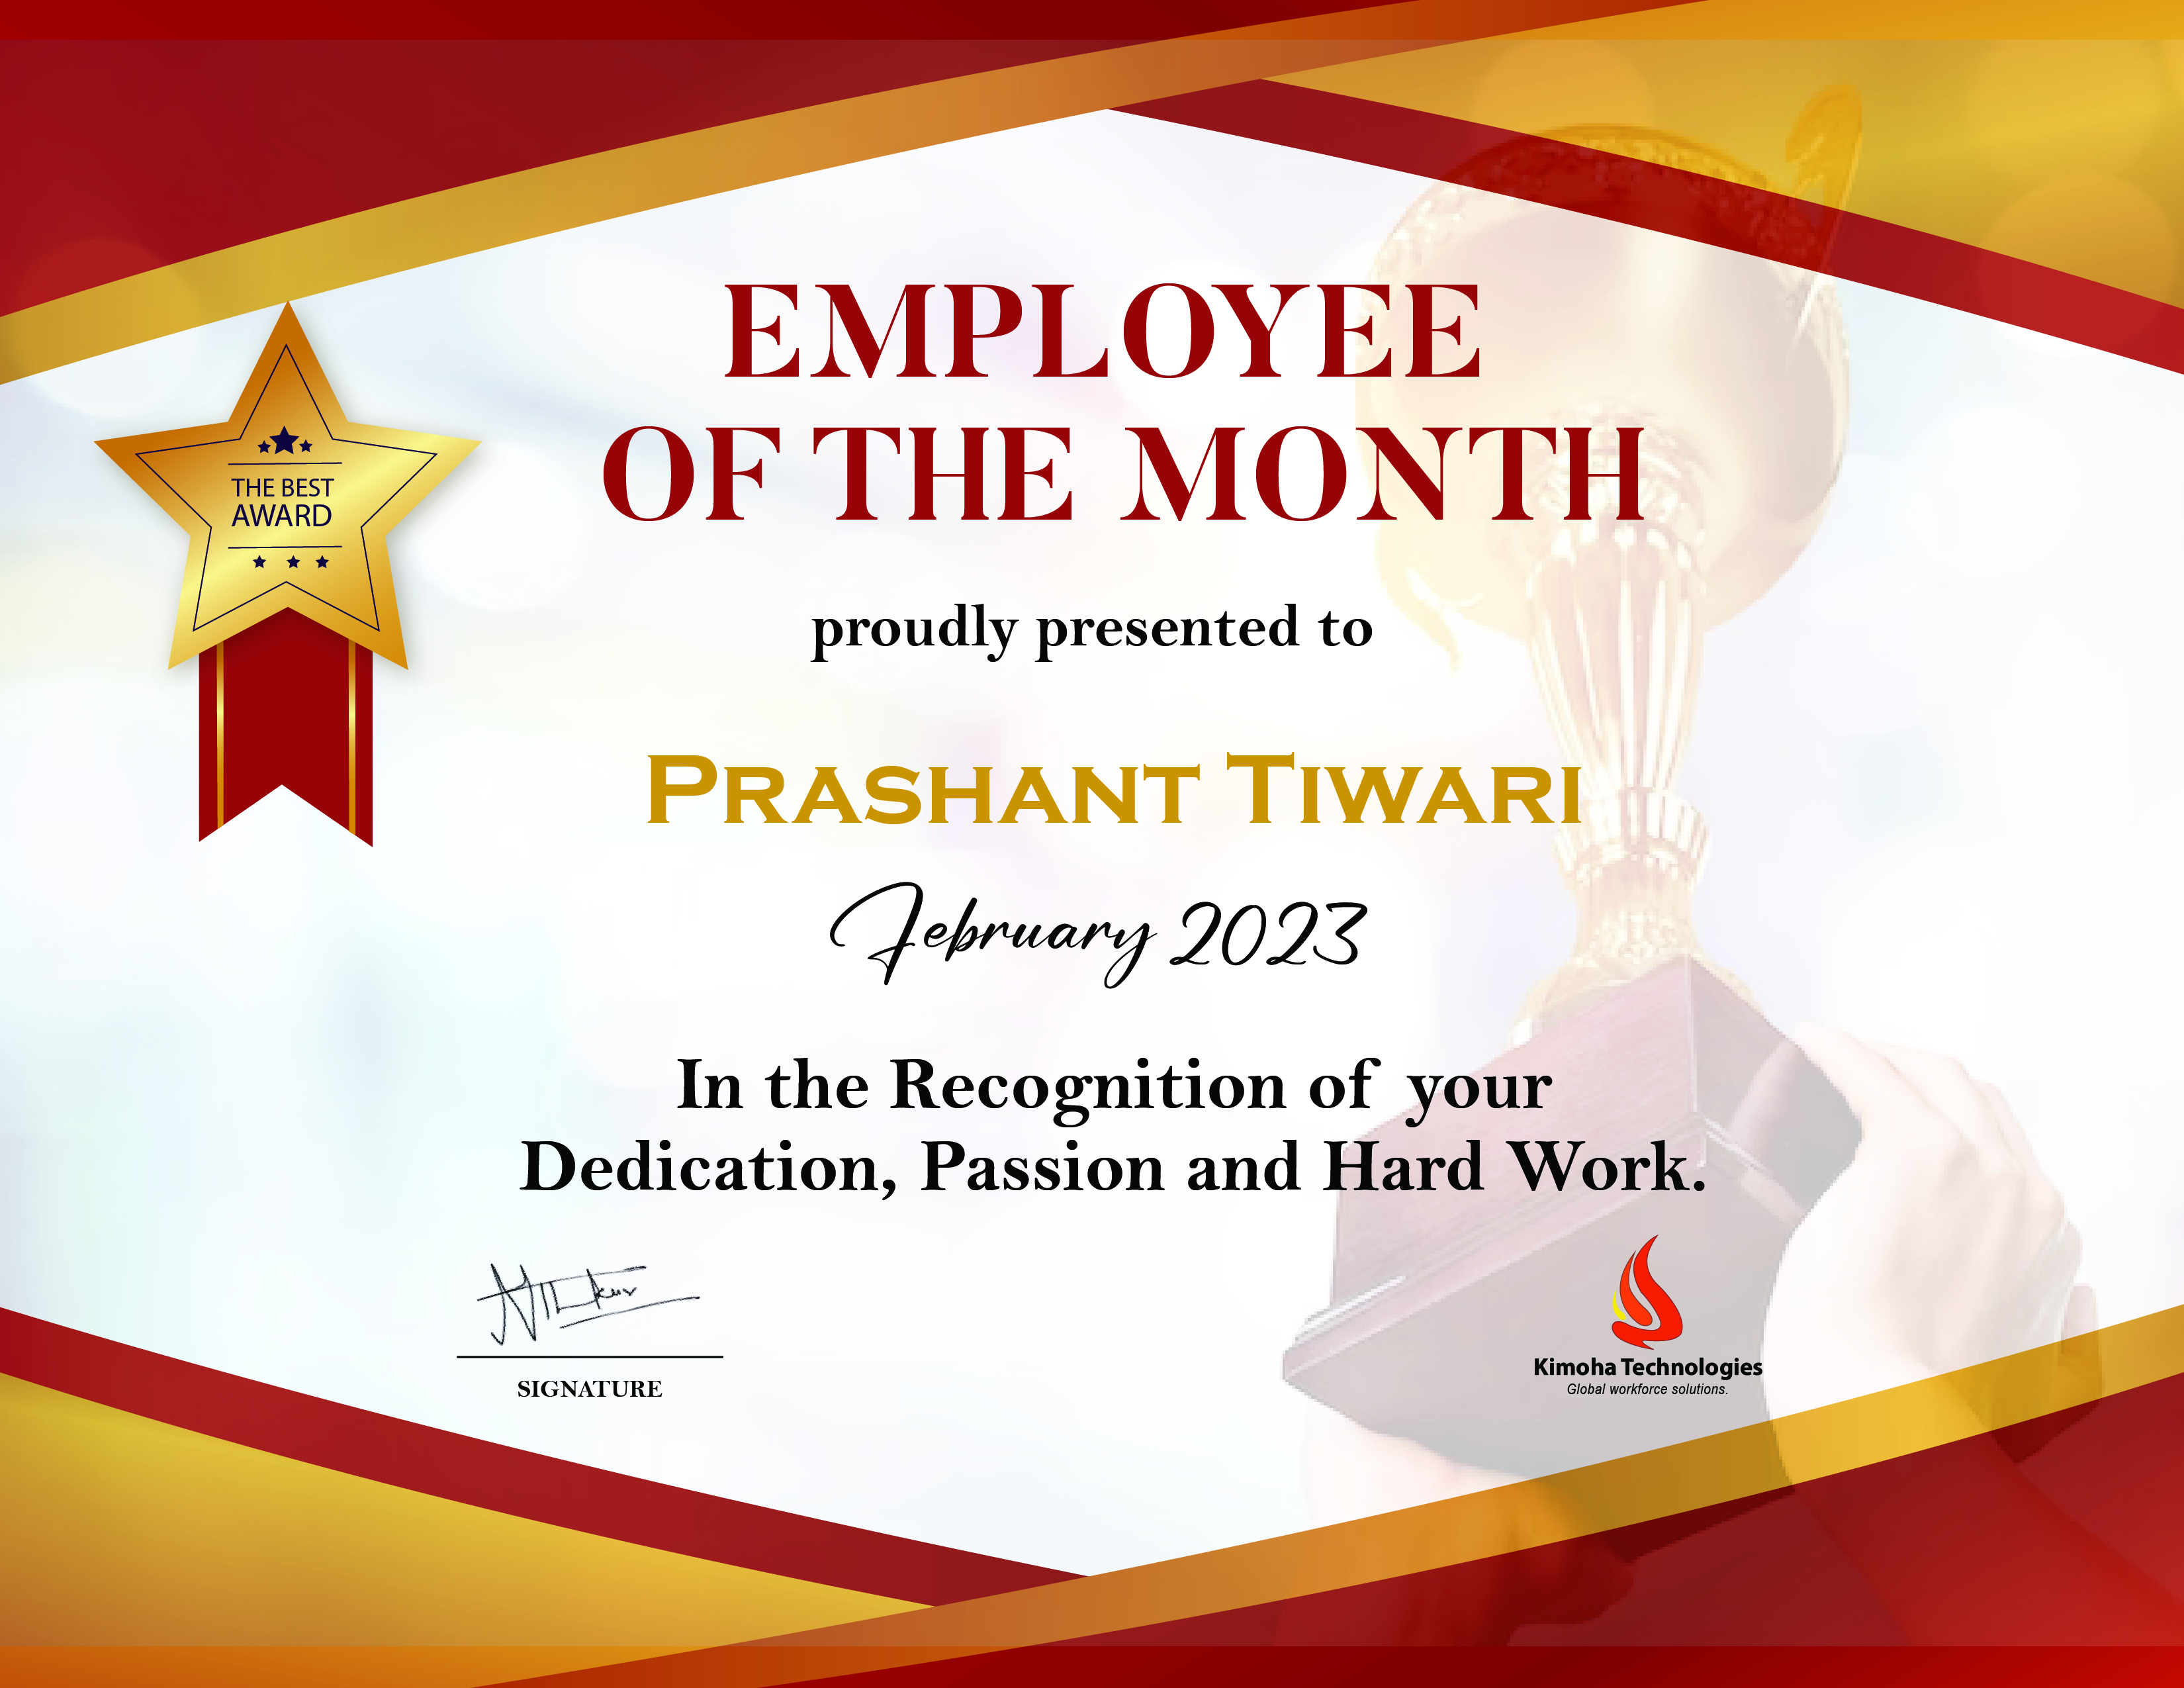 EMPLOYEE
OF THE MONTH
THE BEST
AWARD
proudly presented to
PRASHANT TIWARI
February 2023
In the Recognition of your
Dedication, Passion and Hard Work.
SIGNATURE
Kimoha Technologies
Global workforce solutions.